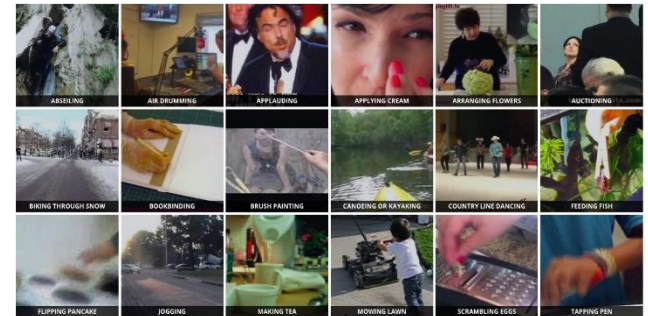 ABSEILING
AIR DRUMMING
APPLAUDING
APPLYING CREAM
ARRANGING FLOWERS
AUCTIONING
BIKING THROUGH SNOW
BOOKBINDING
BRUSH PAINTING
CANOEING OR KAYAKING
COUNTRY LINE DANCING
FEEDING FISH
FLIPPING PANCAKE
JOGGING
MAKING TEA
MOWING LAWN
SCRAMBLING EGGS
TAPPING PEN